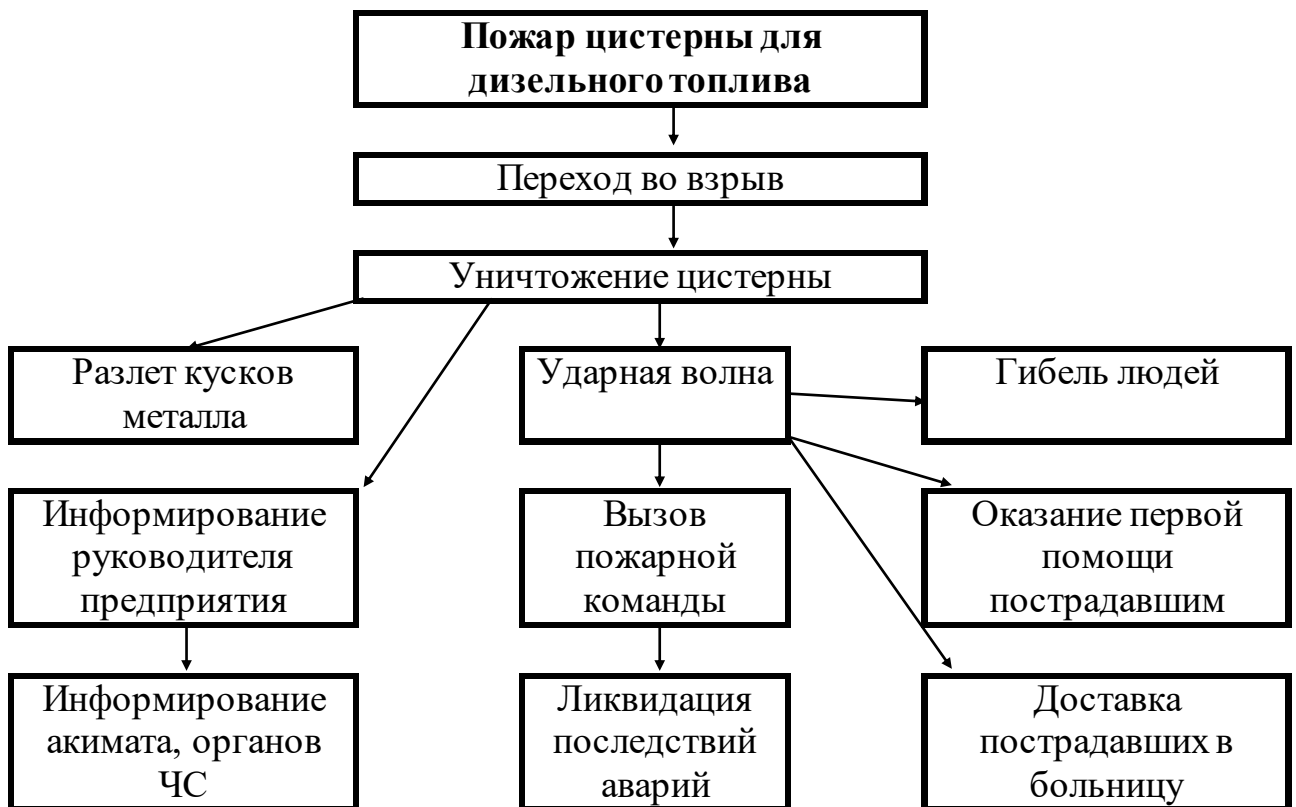 Пожар цистерны для
дизельного топлива
Переход во взрыв
Уничтожение цистерны
Разлет кусков
металла
Ударная волна
Гибель людей
Информирование
руководителя
предприятия
Вызов
пожарной
команды
Оказание первой
помощи
пострадавшим
Информирование
акимата, органов
ЧС
Ликвидация
последствий
аварий
Доставка
пострадавших в
больницу